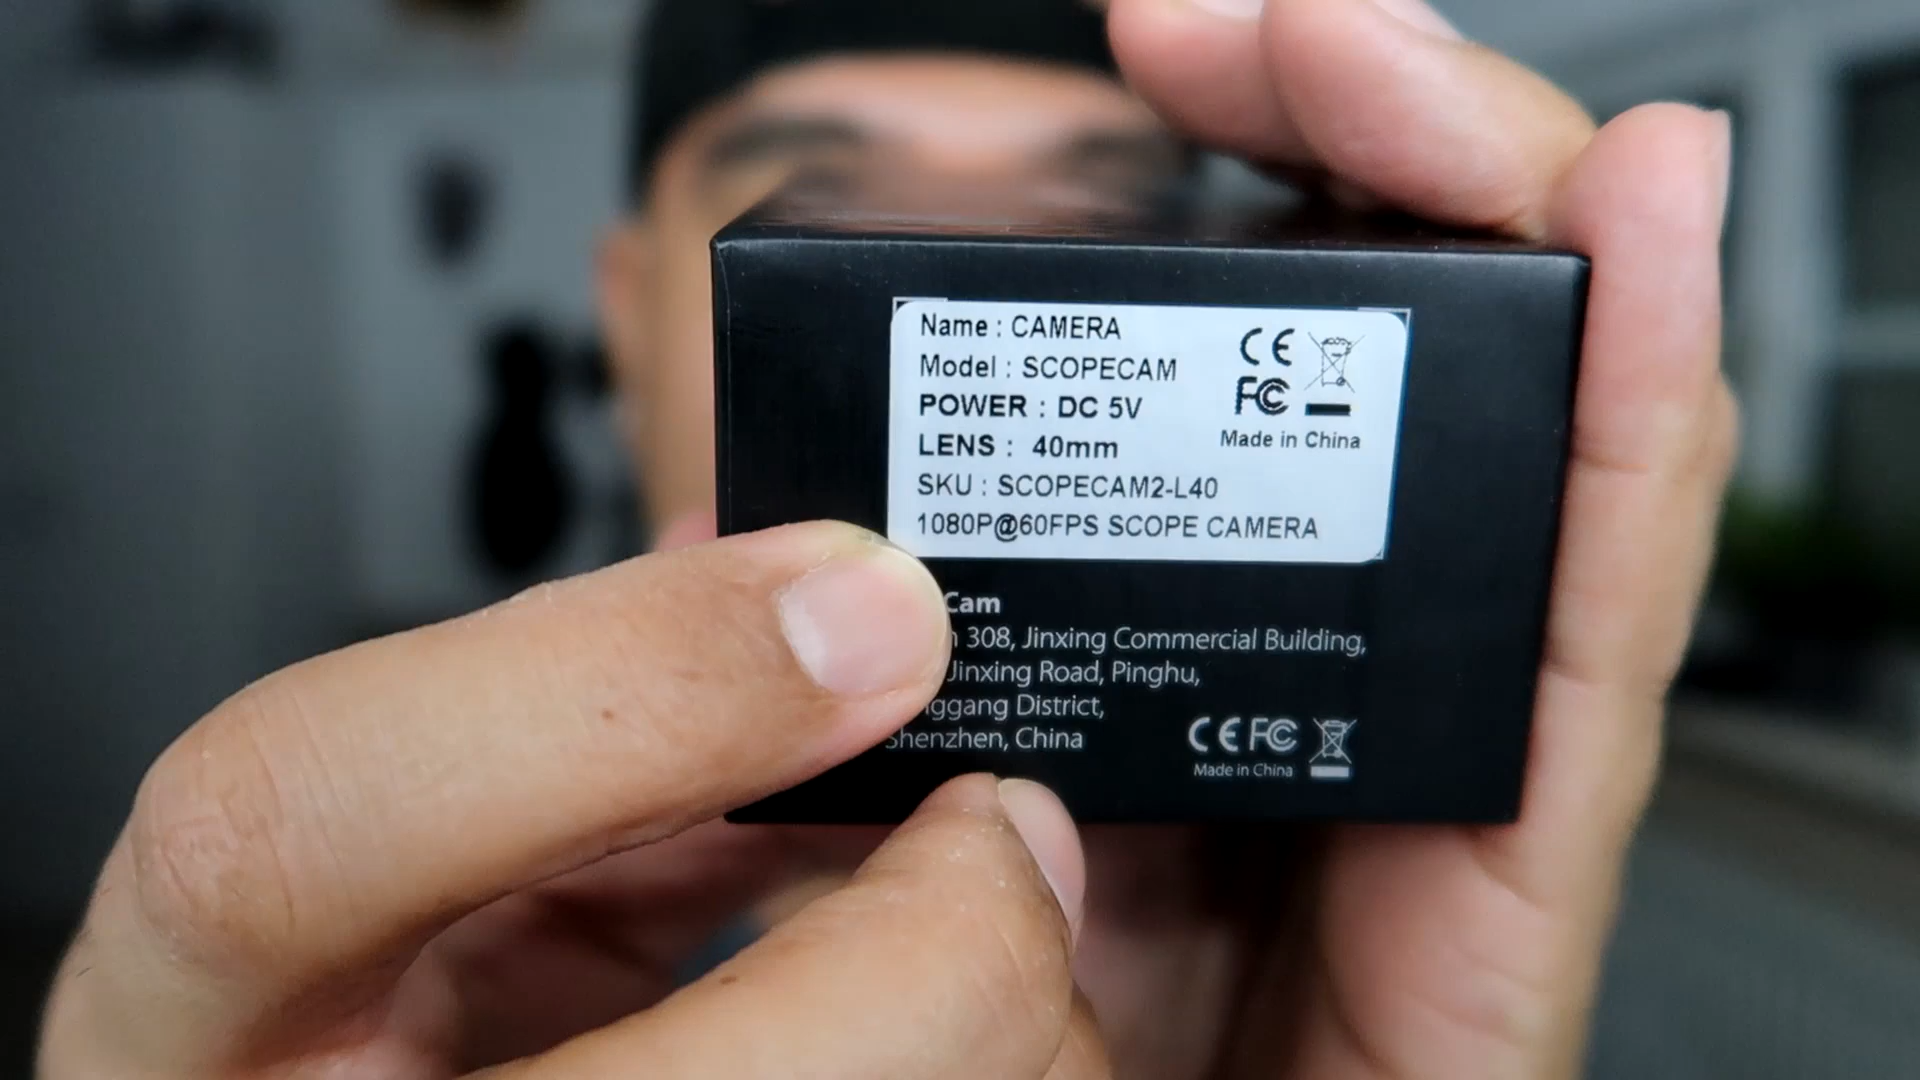 Name : CAMERA
Model : SCOPECAM
POWER : DC 5V
LENS : 40mm
SKU : SCOPECAM2-L40
1080P@60FPS SCOPE CAMERA
CE
FC
Made in China
Cam
308, Jinxing Commercial Building,
Jinxing Road, Pinghu,
District,
Shenzhen, China
CE FC
Made in China